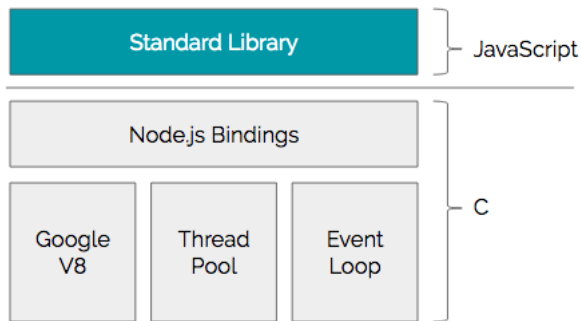 Standard Library
JavaScript
Node.js Bindings
C
Google
V8
Thread
Pool
Event
Loop